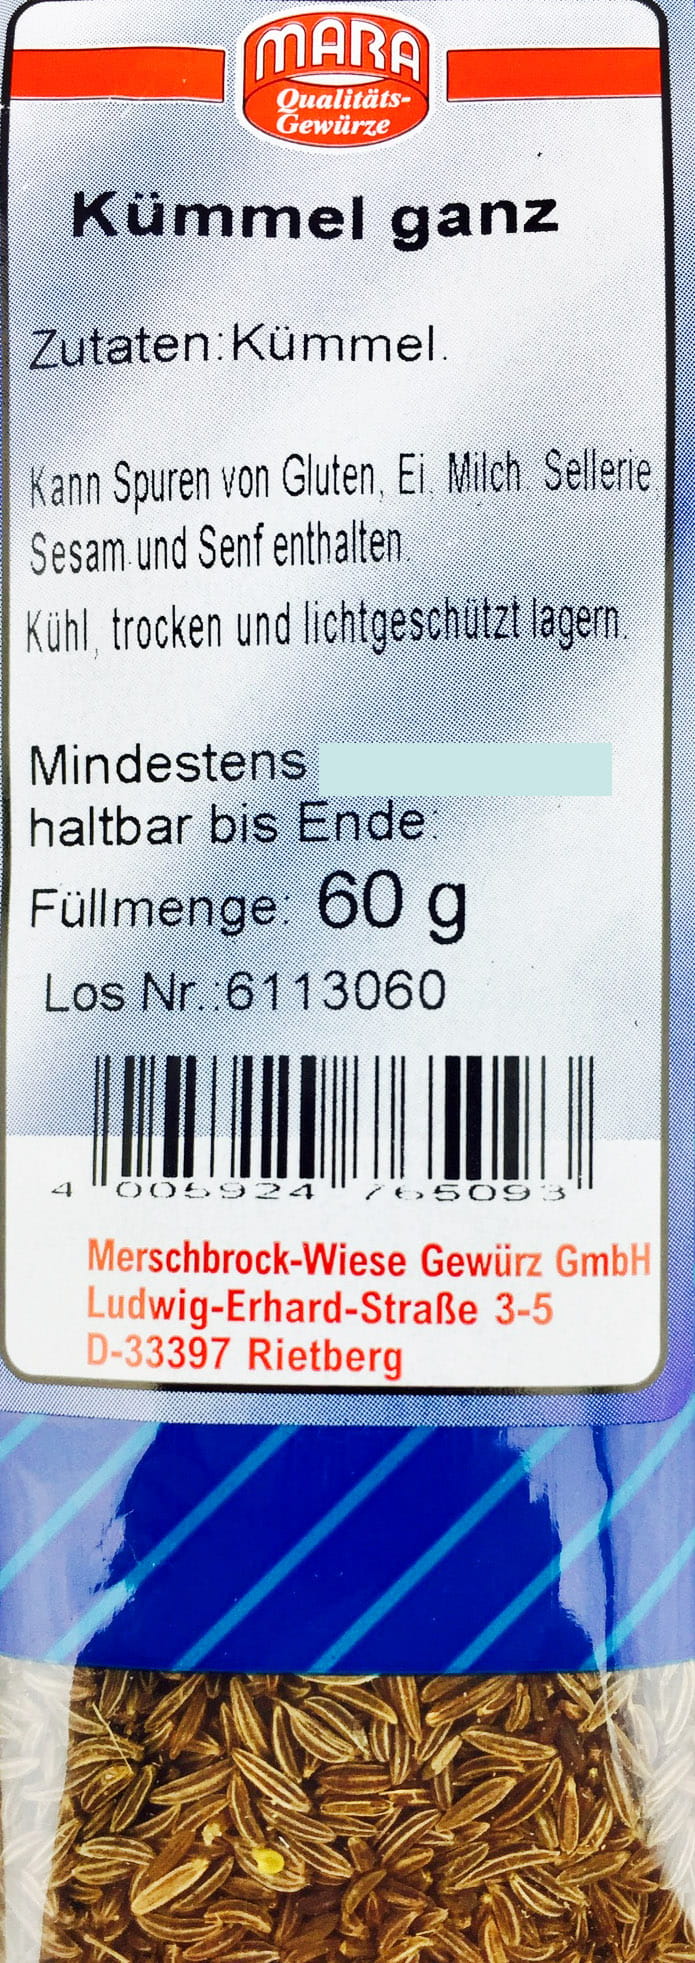 MARA
Qualitäts-
Gewürze
Kümmel ganz
Zutaten:Kümmel.
Kann Spuren von Gluten, Ei, Milch Sellerie
Sesam und Senf enthalten.
Kühl, trocken und lichtgeschützt lagern.
Mindestens
haltbar bis Ende:
Füllmenge: 60 g
Los Nr.:6113060
4 005924 765093
Merschbrock-Wiese Gewürz GmbH
Ludwig-Erhard-Straße 3-5
D-33397 Rietberg